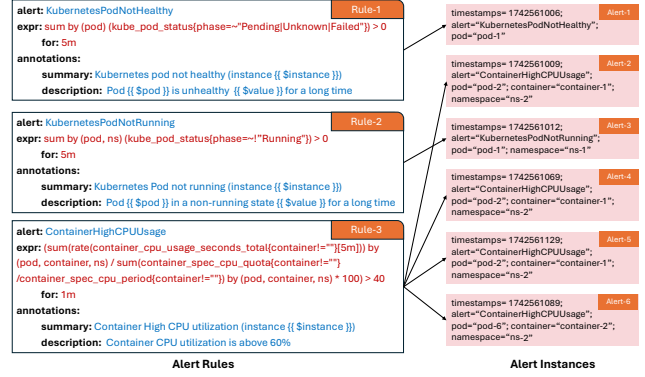 alert: KubernetesPodNotHealthy
Rule-1
expr: sum by (pod) (kube_pod_status{phase=~"Pending|Unknown|Failed"}) > 0
for: 5m
annotations:
summary: Kubernetes pod not healthy (instance {{ $instance }})
description: Pod {{ $pod }} is unhealthy {{ $value }} for a long time
alert: KubernetesPodNotRunning
Rule-2
expr: sum by (pod, ns) (kube_pod_status{phase=~!"Running"}) > 0
for: 5m
annotations:
summary: Kubernetes Pod not running (instance {{ $instance }})
description: Pod {{ $pod }} in a non-running state {{ $value }} for a long time
alert: ContainerHighCPUUsage
Rule-3
expr: (sum(rate(container_cpu_usage_seconds_total{container!=""}[5m])) by
(pod, container, ns) / sum(container_spec_cpu_quota{container!=""}
/container_spec_cpu_period{container!=""}) by (pod, container, ns) * 100) > 40
for: 1m
annotations:
summary: Container High CPU utilization (instance {{ $instance }})
description: Container CPU utilization is above 60%
Alert Rules
timestamps= 1742561006;
Alert-1
alert="KubernetesPodNotHealthy";
pod="pod-1"
timestamps= 1742561009;
Alert-2
alert="ContainerHighCPUUsage";
pod="pod-2"; container="container-1";
namespace="ns-2"
timestamps= 1742561012;
Alert-3
alert="KubernetesPodNotRunning";
pod="pod-1"; namespace="ns-1"
timestamps= 1742561069;
Alert-4
alert="ContainerHighCPUUsage";
pod="pod-2"; container="container-1";
namespace="ns-2"
timestamps= 1742561129;
Alert-5
alert="ContainerHighCPUUsage";
pod="pod-2"; container="container-1";
namespace="ns-2"
timestamps= 1742561089;
Alert-6
alert="ContainerHighCPUUsage";
pod="pod-6"; container="container-2";
namespace="ns-2"
Alert Instances